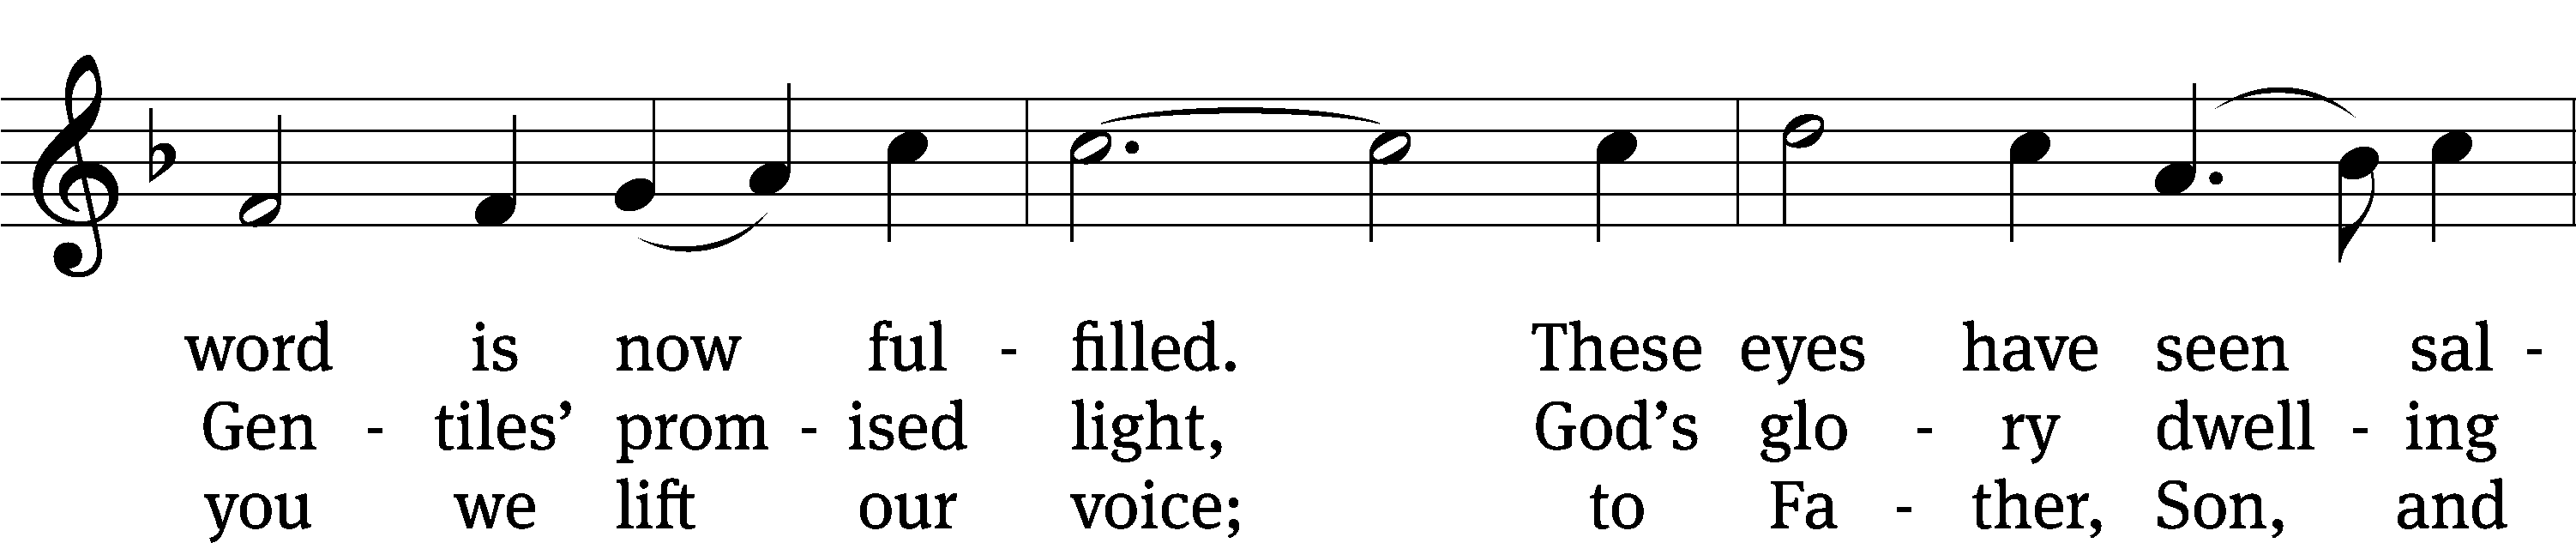 word is now ful - filled. These eyes have seen sal -
Gen - tiles’ prom - ised light, God’s glo - ry dwell - ing
you we lift our voice; to Fa - ther, Son, and